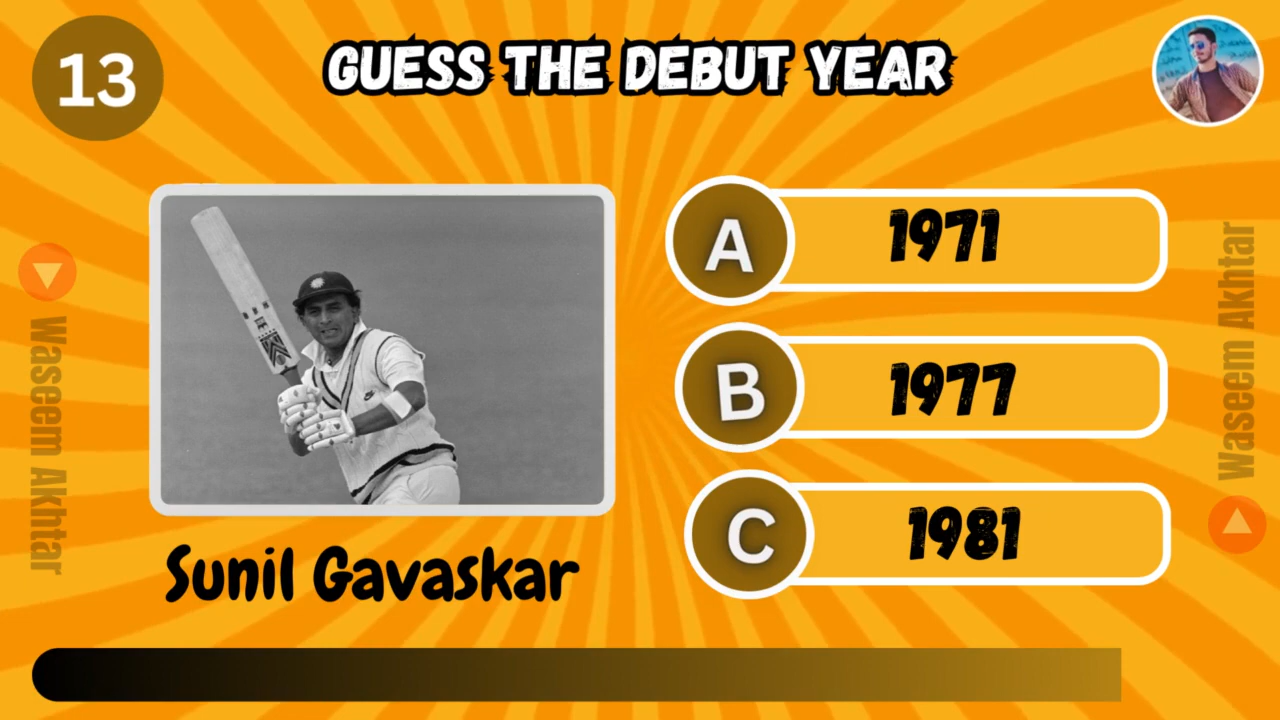 13
GUESS THE DEBUT YEAR
A
1971
B
1977
C
1981
Sunil Gavaskar
Waseem Akhtar
Waseem Akhtar